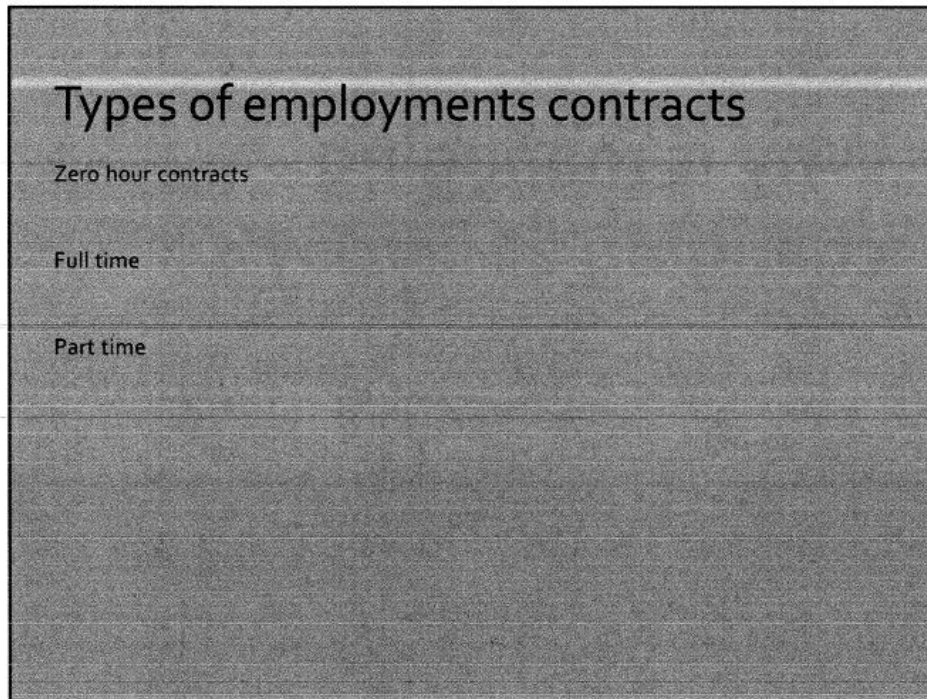 Types of employments contracts
Zero hour contracts
Full time
Part time